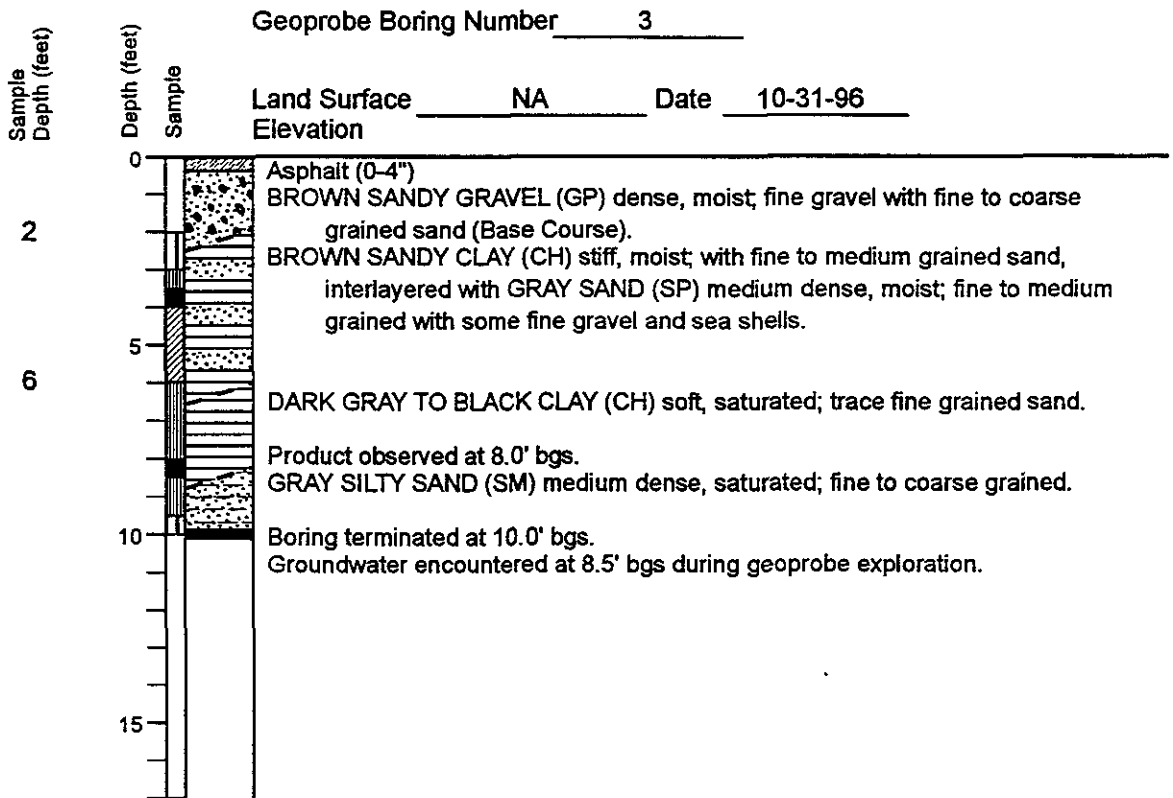 Geoprobe Boring Number 3
Sample Depth (feet)
Depth (feet)
Sample
Land Surface NA Date 10-31-96
Elevation
0
Asphalt (0-4")
BROWN SANDY GRAVEL (GP) dense, moist; fine gravel with fine to coarse
2
grained sand (Base Course).
BROWN SANDY CLAY (CH) stiff, moist; with fine to medium grained sand,
interlayered with GRAY SAND (SP) medium dense, moist; fine to medium
grained with some fine gravel and sea shells.
5
6
DARK GRAY TO BLACK CLAY (CH) soft, saturated; trace fine grained sand.
Product observed at 8.0' bgs.
GRAY SILTY SAND (SM) medium dense, saturated; fine to coarse grained.
10
Boring terminated at 10.0' bgs.
Groundwater encountered at 8.5' bgs during geoprobe exploration.
15